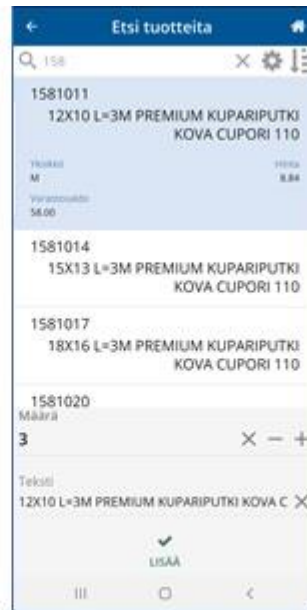 Etsi tuotteita
158
1581011
12X10 L=3M PREMIUM KUPARIPUTKI
KOVA CUPORI 110
Yksikkö Hinta
M 8.84
Varastosaldo
56.00
1581014
15X13 L=3M PREMIUM KUPARIPUTKI
KOVA CUPORI 110
1581017
18X16 L=3M PREMIUM KUPARIPUTKI
KOVA CUPORI 110
1581020
Määrä
3
Teksti
12X10 L=3M PREMIUM KUPARIPUTKI KOVA C
LISÄÄ